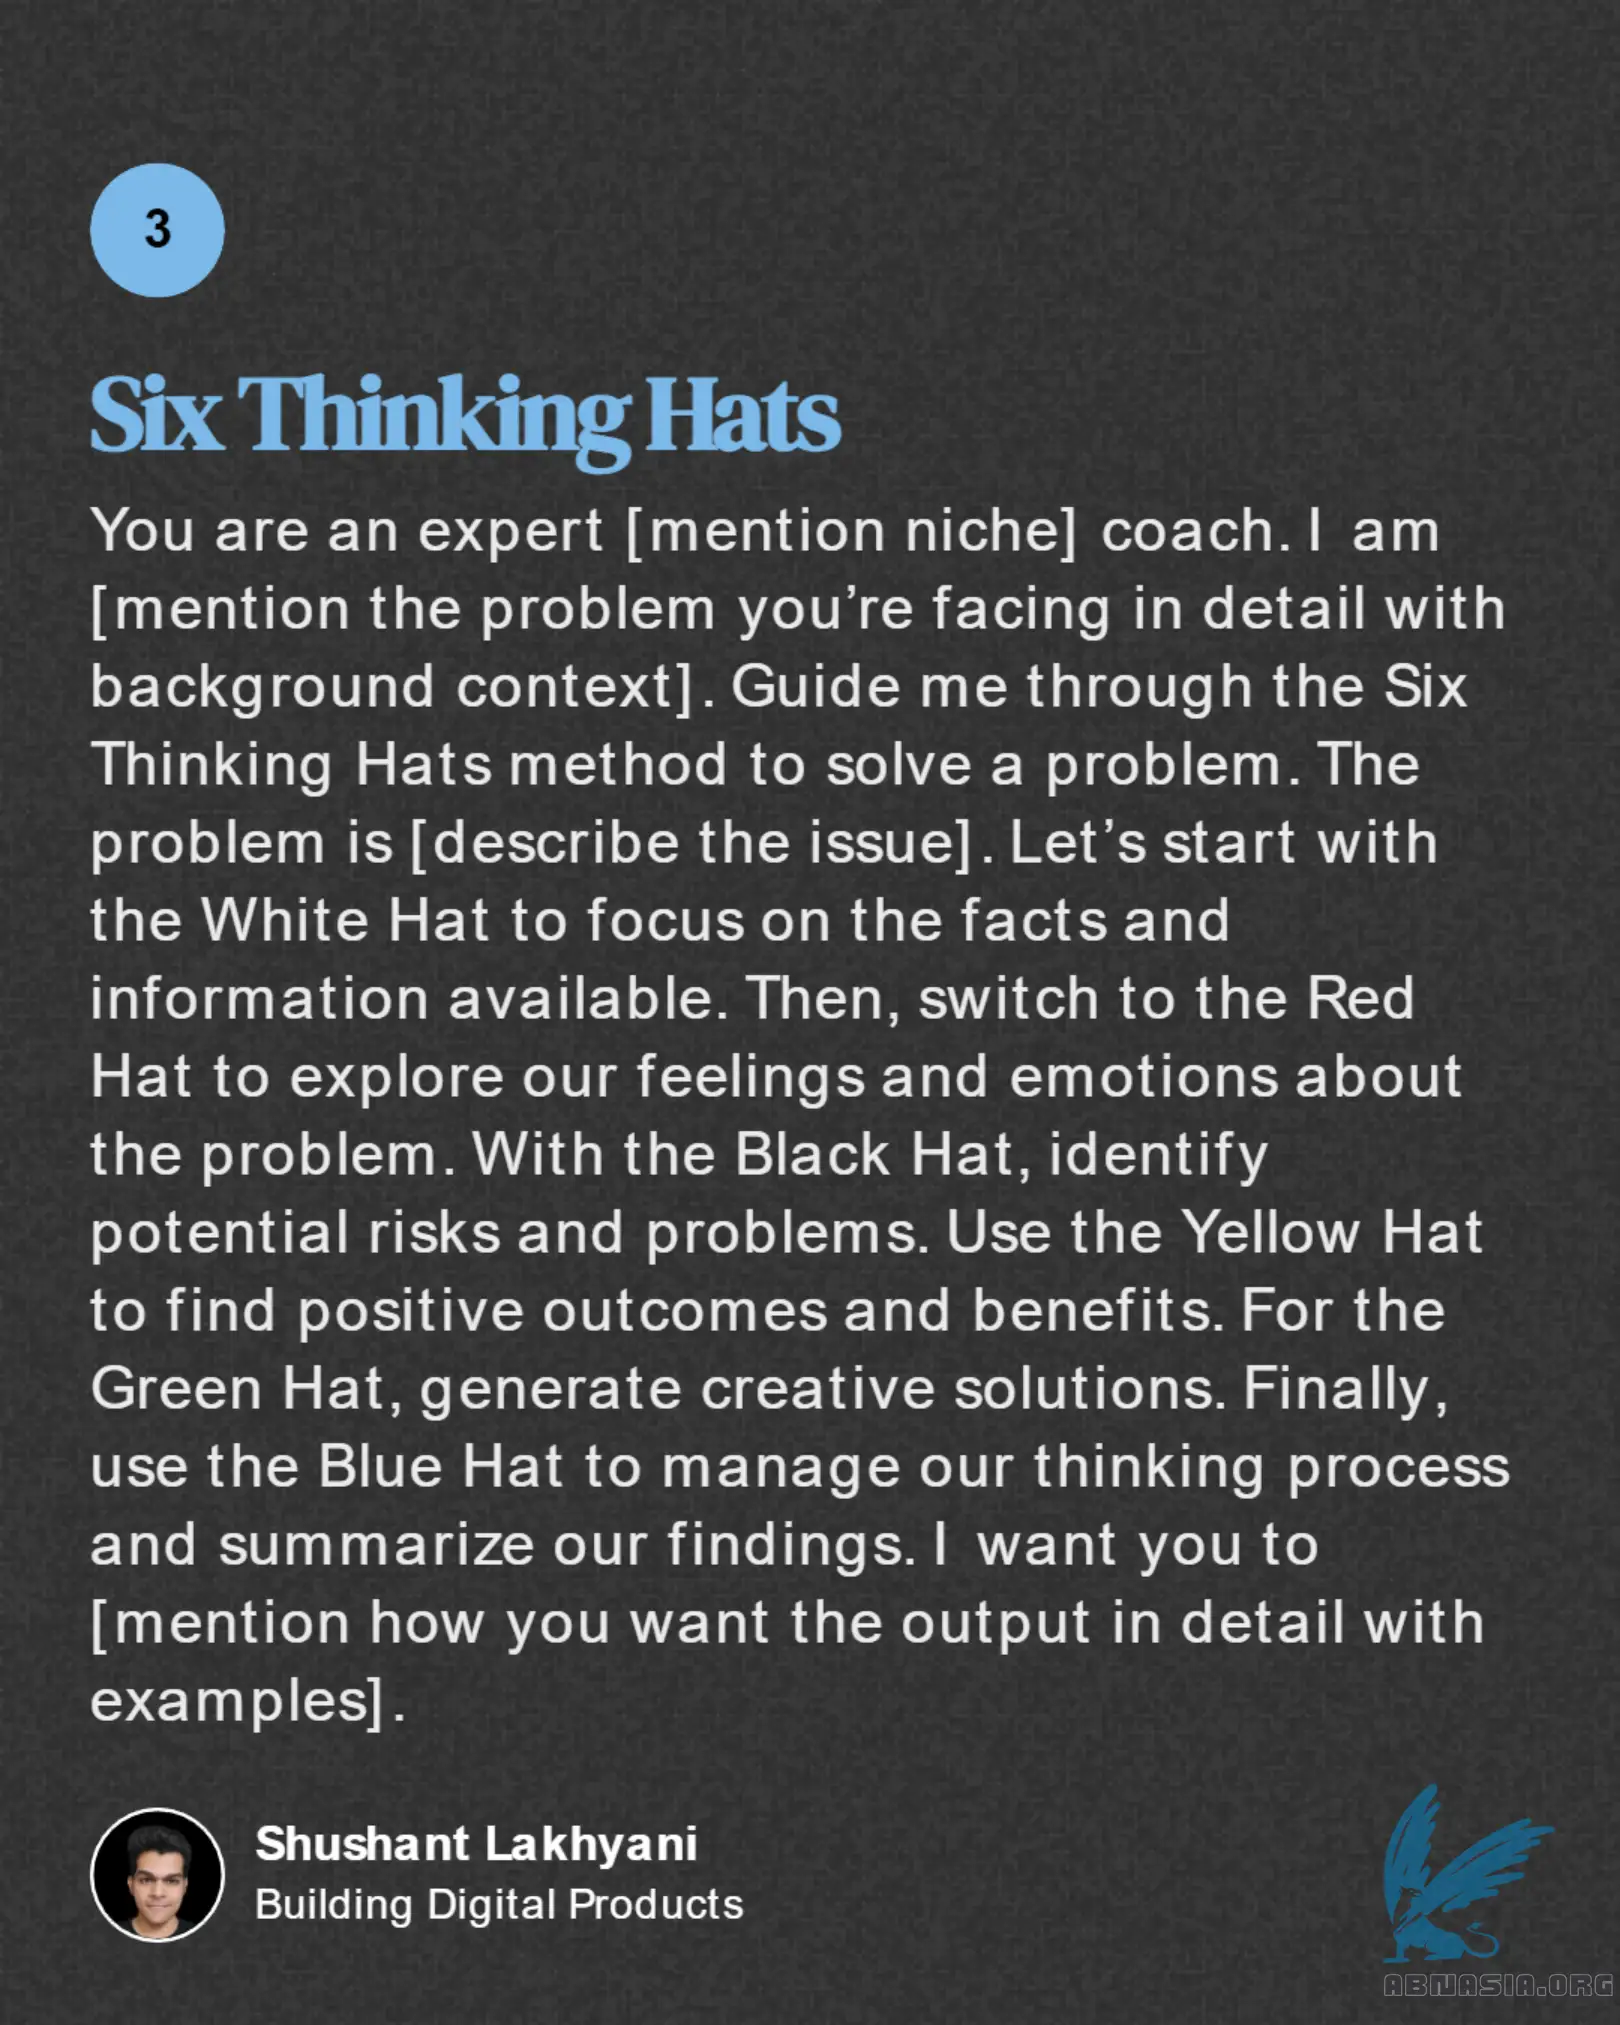 3
Six Thinking Hats
You are an expert [mention niche] coach. I am
[mention the problem you’re facing in detail with
background context]. Guide me through the Six
Thinking Hats method to solve a problem. The
problem is [describe the issue]. Let’s start with
the White Hat to focus on the facts and
information available. Then, switch to the Red
Hat to explore our feelings and emotions about
the problem. With the Black Hat, identify
potential risks and problems. Use the Yellow Hat
to find positive outcomes and benefits. For the
Green Hat, generate creative solutions. Finally,
use the Blue Hat to manage our thinking process
and summarize our findings. I want you to
[mention how you want the output in detail with
examples].
Shushant Lakhyani
Building Digital Products
ABNASIA.ORG